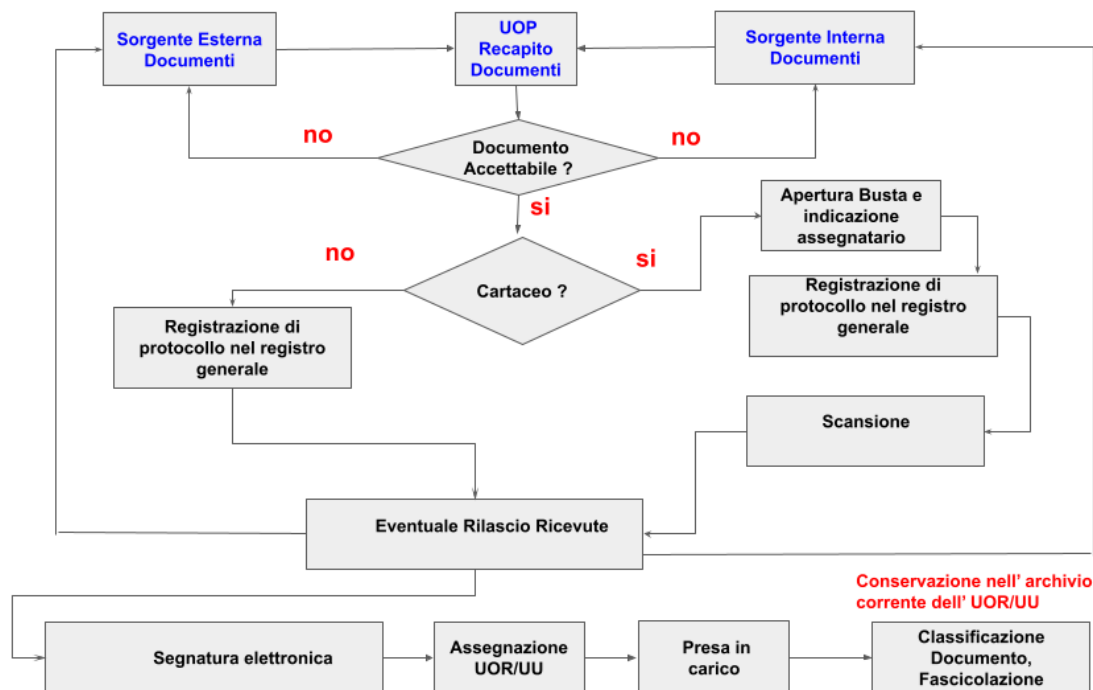 Sorgente Esterna
Documenti
UOP
Recapito
Documenti
Sorgente Interna
Documenti
no
Documento
Accettabile ?
no
si
Apertura Busta e
indicazione
assegnatario
no
Cartaceo ?
si
Registrazione di
protocollo nel registro
generale
Registrazione di
protocollo nel registro
generale
Scansione
Eventuale Rilascio Ricevute
Conservazione nell' archivio
corrente dell' UOR/UU
Segnatura elettronica
Assegnazione
UOR/UU
Presa in
carico
Classificazione
Documento,
Fascicolazione